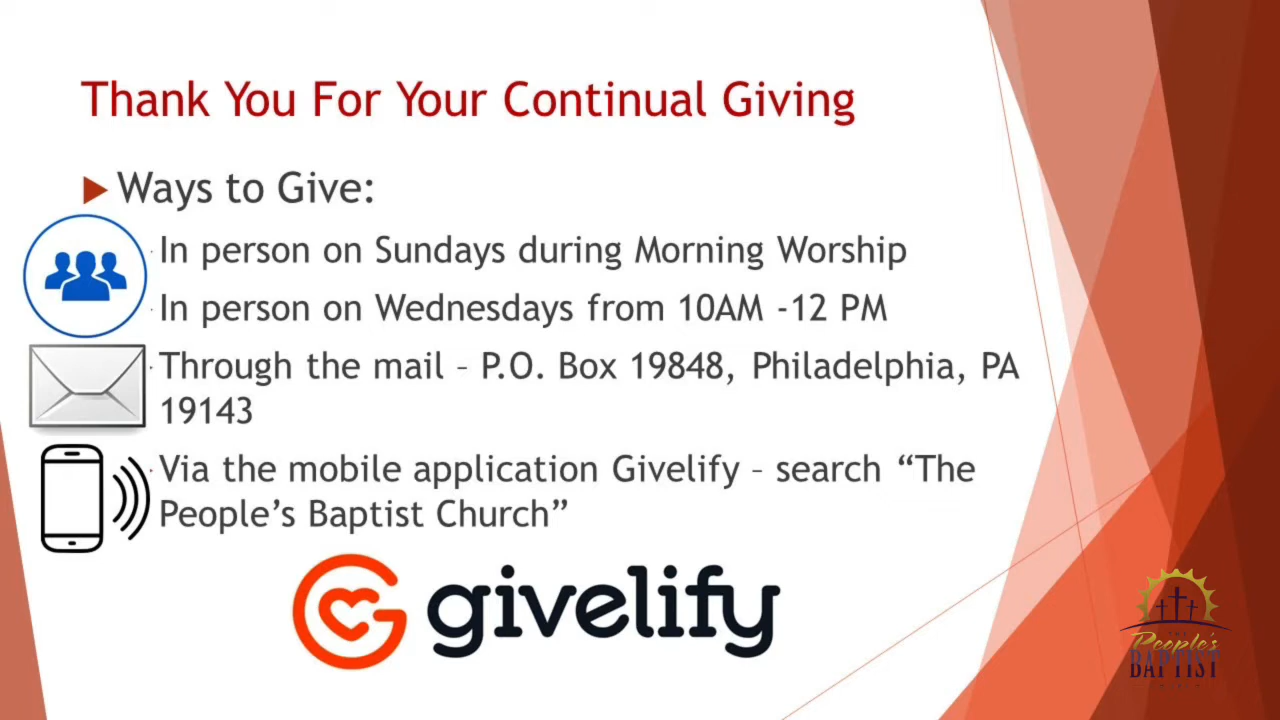 Thank You For Your Continual Giving
Ways to Give:
In person on Sundays during Morning Worship
In person on Wednesdays from 10AM -12 PM
Through the mail – P.O. Box 19848, Philadelphia, PA
19143
Via the mobile application Givelify – search “The
People’s Baptist Church”
givelify
THE
People's
BAPTIST